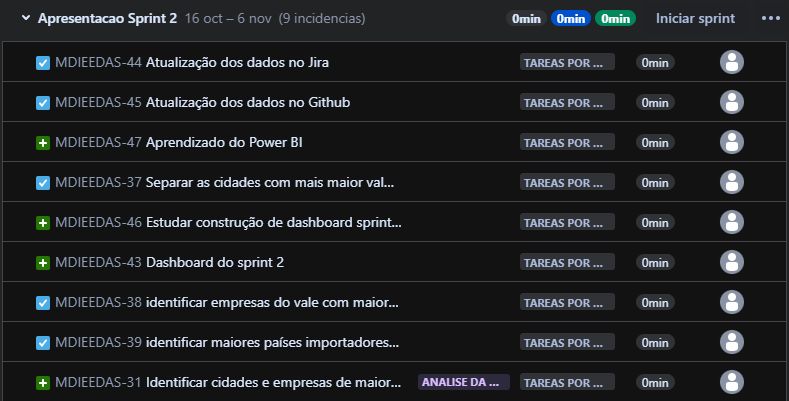 Apresentacao Sprint 2 16 oct – 6 nov (9 incidencias) 0min 0min 0min Iniciar sprint
MDIEEDAS-44 Atualização dos dados no Jira TAREAS POR ... 0min
MDIEEDAS-45 Atualização dos dados no Github TAREAS POR ... 0min
MDIEEDAS-47 Aprendizado do Power BI TAREAS POR ... 0min
MDIEEDAS-37 Separar as cidades com mais maior val... TAREAS POR ... 0min
MDIEEDAS-46 Estudar construção de dashboard sprint... TAREAS POR ... 0min
MDIEEDAS-43 Dashboard do sprint 2 TAREAS POR ... 0min
MDIEEDAS-38 identificar empresas do vale com maior... TAREAS POR ... 0min
MDIEEDAS-39 identificar maiores países importadores... TAREAS POR ... 0min
MDIEEDAS-31 Identificar cidades e empresas de maior... ANALISE DA ... TAREAS POR ... 0min